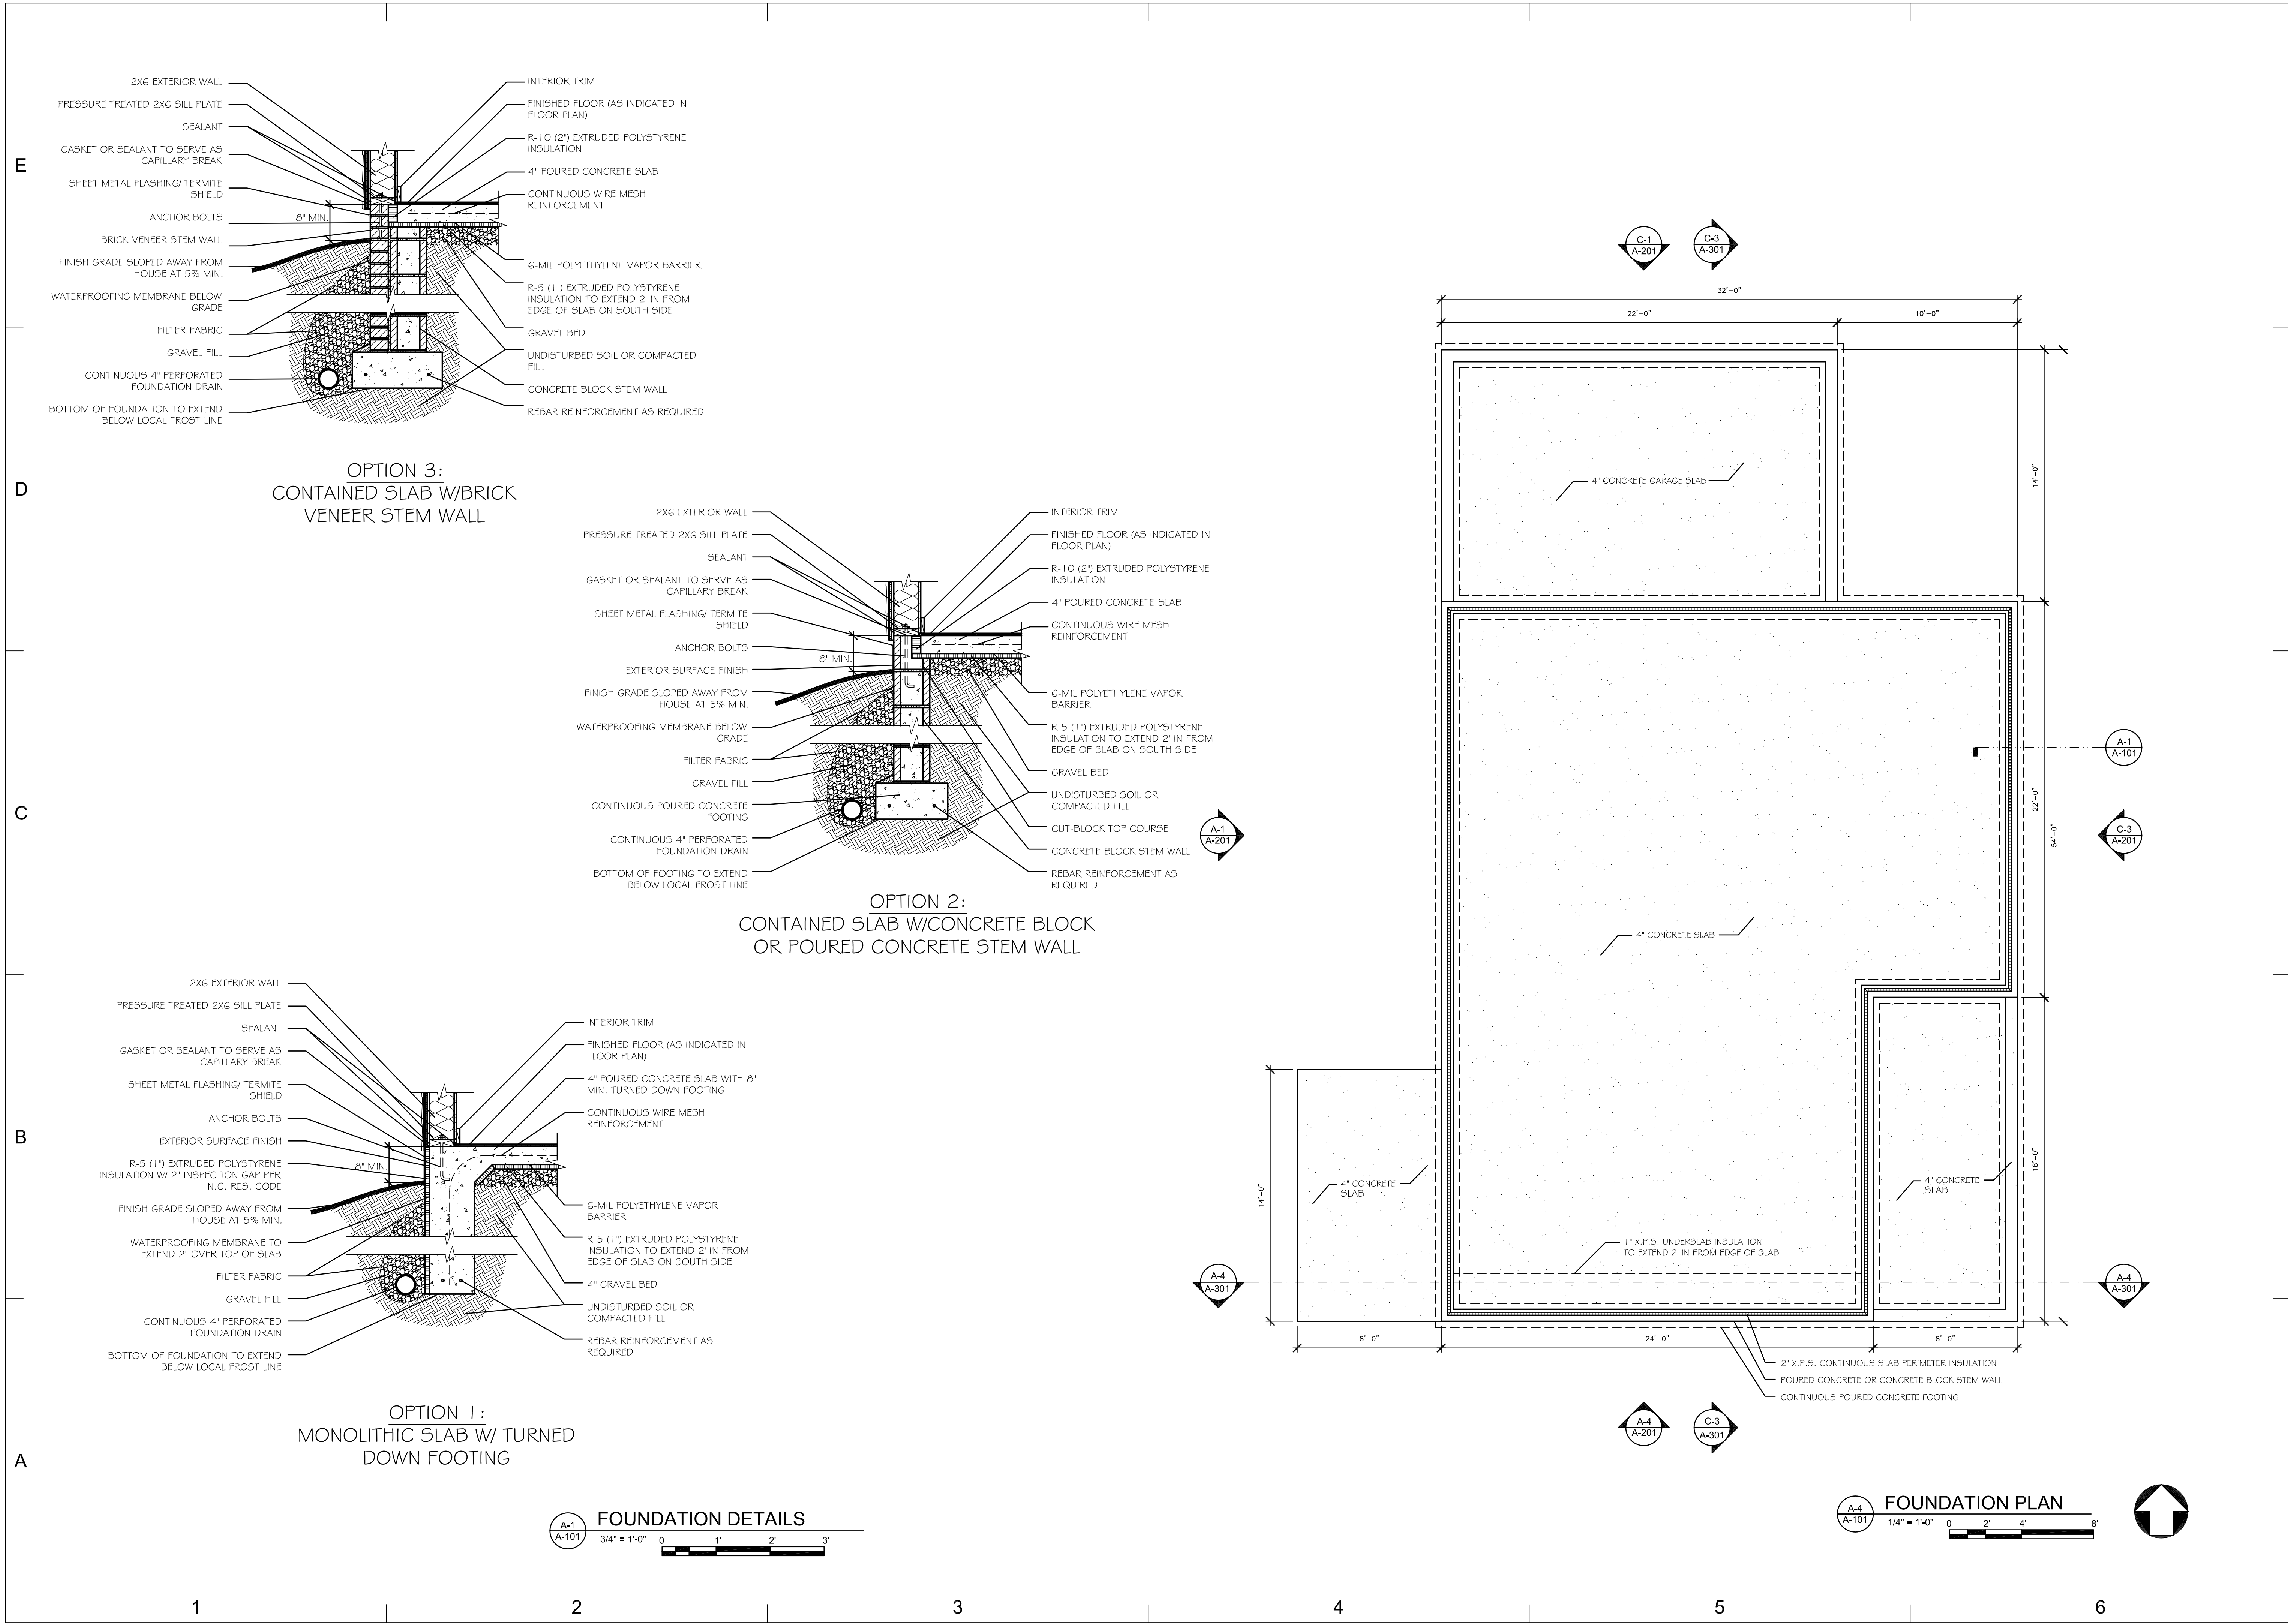 E
D
C
B
A
1
2
3
4
5
6
2X6 EXTERIOR WALL
PRESSURE TREATED 2X6 SILL PLATE
SEALANT
GASKET OR SEALANT TO SERVE AS
CAPILLARY BREAK
SHEET METAL FLASHING/ TERMITE
SHIELD
ANCHOR BOLTS
BRICK VENEER STEM WALL
FINISH GRADE SLOPED AWAY FROM
HOUSE AT 5% MIN.
WATERPROOFING MEMBRANE BELOW
GRADE
FILTER FABRIC
GRAVEL FILL
CONTINUOUS 4" PERFORATED
FOUNDATION DRAIN
BOTTOM OF FOUNDATION TO EXTEND
BELOW LOCAL FROST LINE
8" MIN.
INTERIOR TRIM
FINISHED FLOOR (AS INDICATED IN
FLOOR PLAN)
R-10 (2") EXTRUDED POLYSTYRENE
INSULATION
4" POURED CONCRETE SLAB
CONTINUOUS WIRE MESH
REINFORCEMENT
6-MIL POLYETHYLENE VAPOR BARRIER
R-5 (1") EXTRUDED POLYSTYRENE
INSULATION TO EXTEND 2' IN FROM
EDGE OF SLAB ON SOUTH SIDE
GRAVEL BED
UNDISTURBED SOIL OR COMPACTED
FILL
CONCRETE BLOCK STEM WALL
REBAR REINFORCEMENT AS REQUIRED
OPTION 3:
CONTAINED SLAB W/BRICK
VENEER STEM WALL
2X6 EXTERIOR WALL
PRESSURE TREATED 2X6 SILL PLATE
SEALANT
GASKET OR SEALANT TO SERVE AS
CAPILLARY BREAK
SHEET METAL FLASHING/ TERMITE
SHIELD
ANCHOR BOLTS
EXTERIOR SURFACE FINISH
FINISH GRADE SLOPED AWAY FROM
HOUSE AT 5% MIN.
WATERPROOFING MEMBRANE BELOW
GRADE
FILTER FABRIC
GRAVEL FILL
CONTINUOUS POURED CONCRETE
FOOTING
CONTINUOUS 4" PERFORATED
FOUNDATION DRAIN
BOTTOM OF FOOTING TO EXTEND
BELOW LOCAL FROST LINE
8" MIN.
INTERIOR TRIM
FINISHED FLOOR (AS INDICATED IN
FLOOR PLAN)
R-10 (2") EXTRUDED POLYSTYRENE
INSULATION
4" POURED CONCRETE SLAB
CONTINUOUS WIRE MESH
REINFORCEMENT
6-MIL POLYETHYLENE VAPOR
BARRIER
R-5 (1") EXTRUDED POLYSTYRENE
INSULATION TO EXTEND 2' IN FROM
EDGE OF SLAB ON SOUTH SIDE
GRAVEL BED
UNDISTURBED SOIL OR
COMPACTED FILL
CUT-BLOCK TOP COURSE
CONCRETE BLOCK STEM WALL
REBAR REINFORCEMENT AS
REQUIRED
OPTION 2:
CONTAINED SLAB W/CONCRETE BLOCK
OR POURED CONCRETE STEM WALL
2X6 EXTERIOR WALL
PRESSURE TREATED 2X6 SILL PLATE
SEALANT
GASKET OR SEALANT TO SERVE AS
CAPILLARY BREAK
SHEET METAL FLASHING/ TERMITE
SHIELD
ANCHOR BOLTS
EXTERIOR SURFACE FINISH
R-5 (1") EXTRUDED POLYSTYRENE
INSULATION W/ 2" INSPECTION GAP PER
N.C. RES. CODE
FINISH GRADE SLOPED AWAY FROM
HOUSE AT 5% MIN.
WATERPROOFING MEMBRANE TO
EXTEND 2" OVER TOP OF SLAB
FILTER FABRIC
GRAVEL FILL
CONTINUOUS 4" PERFORATED
FOUNDATION DRAIN
BOTTOM OF FOUNDATION TO EXTEND
BELOW LOCAL FROST LINE
8" MIN.
INTERIOR TRIM
FINISHED FLOOR (AS INDICATED IN
FLOOR PLAN)
4" POURED CONCRETE SLAB WITH 8"
MIN. TURNED-DOWN FOOTING
CONTINUOUS WIRE MESH
REINFORCEMENT
6-MIL POLYETHYLENE VAPOR
BARRIER
R-5 (1") EXTRUDED POLYSTYRENE
INSULATION TO EXTEND 2' IN FROM
EDGE OF SLAB ON SOUTH SIDE
4" GRAVEL BED
UNDISTURBED SOIL OR
COMPACTED FILL
REBAR REINFORCEMENT AS
REQUIRED
OPTION 1:
MONOLITHIC SLAB W/ TURNED
DOWN FOOTING
A-1
A-101
FOUNDATION DETAILS
3/4" = 1'-0"
0 1' 2' 3'
C-1
A-201
C-3
A-301
32'-0"
22'-0"
10'-0"
14'-0"
4" CONCRETE GARAGE SLAB
A-1
A-101
22'-0"
54'-0"
A-1
A-201
C-3
A-201
4" CONCRETE SLAB
14'-0"
18'-0"
4" CONCRETE
SLAB
4" CONCRETE
SLAB
1" X.P.S. UNDERSLAB INSULATION
TO EXTEND 2' IN FROM EDGE OF SLAB
A-4
A-301
A-4
A-301
8'-0"
24'-0"
8'-0"
2" X.P.S. CONTINUOUS SLAB PERIMETER INSULATION
POURED CONCRETE OR CONCRETE BLOCK STEM WALL
CONTINUOUS POURED CONCRETE FOOTING
A-4
A-201
C-3
A-301
A-4
A-101
FOUNDATION PLAN
1/4" = 1'-0"
0 2' 4' 8'